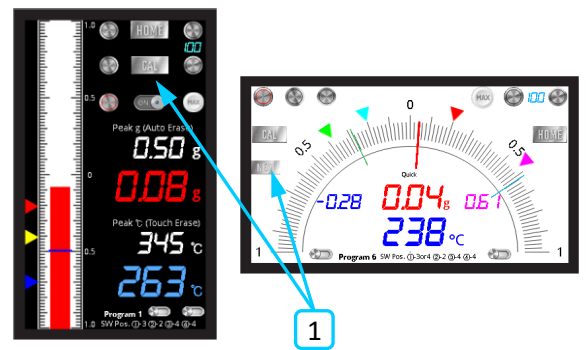 1.0
HOME
100
CAL
0.5
ON
MAX
Peak g (Auto Erase)
0.50 g
0
0.08 g
Peak ℃ (Touch Erase)
345 ℃
0.5
263 ℃
Program 1
1.0 SW Pos. ①-3 ②-2 ③-4 ④-4
MAX
100
0
CAL
HOME
0.5
0.5
Quick
-0.28
0.04 g
0.61
238 °C
1
1
Program 6 SW Pos. ①-3or4 ②-2 ③-4 ④-4
1